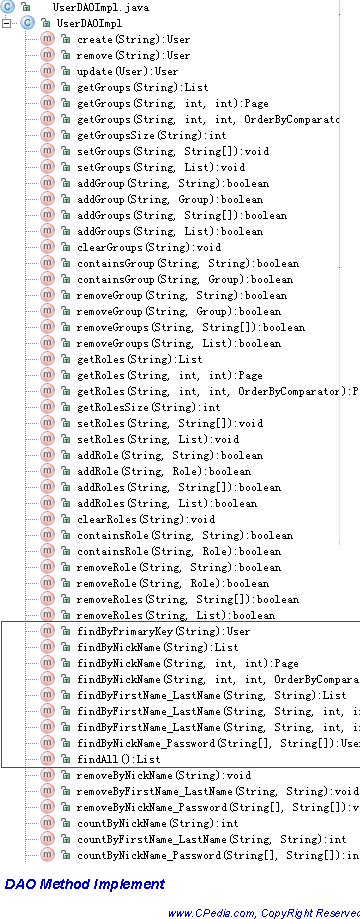 UserDAOImpl.java
UserDAOImpl
create(String):User
remove(String):User
update(User):User
getGroups(String):List
getGroups(String, int, int):Page
getGroups(String, int, int, OrderByComparato
getGroupsSize(String):int
setGroups(String, String[]):void
setGroups(String, List):void
addGroup(String, String):boolean
addGroup(String, Group):boolean
addGroups(String, String[]):boolean
addGroups(String, List):boolean
clearGroups(String):void
containsGroup(String, String):boolean
containsGroup(String, Group):boolean
removeGroup(String, String):boolean
removeGroup(String, Group):boolean
removeGroups(String, String[]):boolean
removeGroups(String, List):boolean
getRoles(String):List
getRoles(String, int, int):Page
getRoles(String, int, int, OrderByComparator):P
getRolesSize(String):int
setRoles(String, String[]):void
setRoles(String, List):void
addRole(String, String):boolean
addRole(String, Role):boolean
addRoles(String, String[]):boolean
addRoles(String, List):boolean
clearRoles(String):void
containsRole(String, String):boolean
containsRole(String, Role):boolean
removeRole(String, String):boolean
removeRole(String, Role):boolean
removeRoles(String, String[]):boolean
removeRoles(String, List):boolean
findByPrimaryKey(String):User
findByNickName(String):List
findByNickName(String, int, int):Page
findByNickName(String, int, int, OrderByCompara
findByFirstName_LastName(String, String):List
findByFirstName_LastName(String, String, int, i
findByFirstName_LastName(String, String, int, i
findByNickName_Password(String[], String[]):Use
findAll():List
removeByNickName(String):void
removeByFirstName_LastName(String, String):void
removeByNickName_Password(String[], String[]):v
countByNickName(String):int
countByFirstName_LastName(String, String):int
countByNickName_Password(String[], String[]):in
DAO Method Implement
www.CPedia.com, CopyRight Reserved